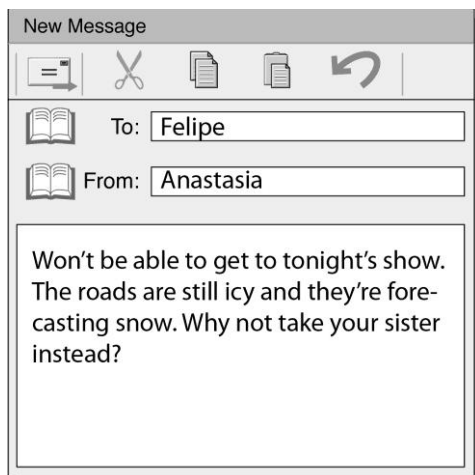 New Message
To: Felipe
From: Anastasia
Won't be able to get to tonight's show.
The roads are still icy and they're fore-
casting snow. Why not take your sister
instead?